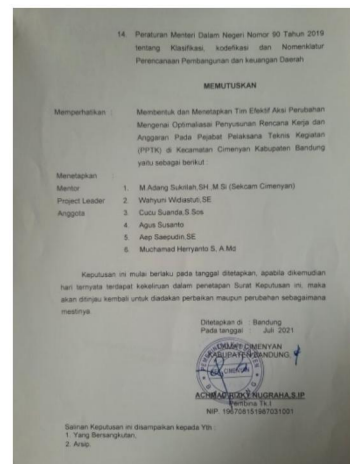 14. Peraturan Menteri Dalam Negeri Nomor 90 Tahun 2019
tentang Klasifikasi, kodefikasi dan Nomenklatur
Perencanaan Pembangunan dan keuangan Daerah
MEMUTUSKAN
Memperhatikan : Membentuk dan Menetapkan Tim Efektif Aksi Perubahan
Mengenai Optimaliasai Penyusunan Rencana Kerja dan
Anggaran Pada Pejabat Pelaksana Teknis Kegiatan
(PPTK) di Kecamatan Cimenyan Kabupaten Bandung
yaitu sebagai berikut :
Menetapkan
Mentor 1. M.Adang Sukitlah,SH.,M.Si (Sekcam Cimenyan)
Project Leader 2. Wahyun Widiastuti,SE
Anggota 3. Cucu Suanda,S.Sos
4. Agus Susanto
5. Aep Saepudin,SE
6. Muchamad Herryanto S, A.Md
Keputusan ini mulai berlaku pada tanggal ditetapkan, apabila dikemudian
hari ternyata terdapat kekeliruan dalam penetapan Surat Keputusan ini, maka
akan ditinjau kembali untuk diadakan perbaikan maupun perubahan sebagaimana
mestinya.
Ditetapkan di : Bandung
Pada tanggal : Juli 2021
CAMAT CIMENYAN
KABUPATEN BANDUNG,
ACHMAD RIZKY NUGRAHA,S.IP
Pembina Tk.I
NIP.
Salinan Keputusan ini disampaikan kepada Yth :
1. Yang Bersangkutan,
2. Arsip.